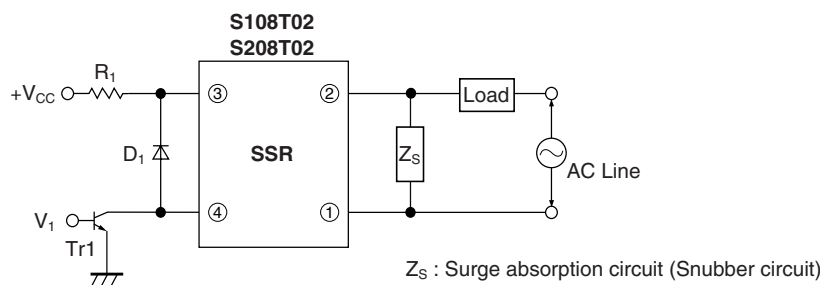 S108T02
S208T02
R1
+VCC
③
②
Load
D1
SSR
ZS
AC Line
V1
④
①
Tr1
ZS : Surge absorption circuit (Snubber circuit)